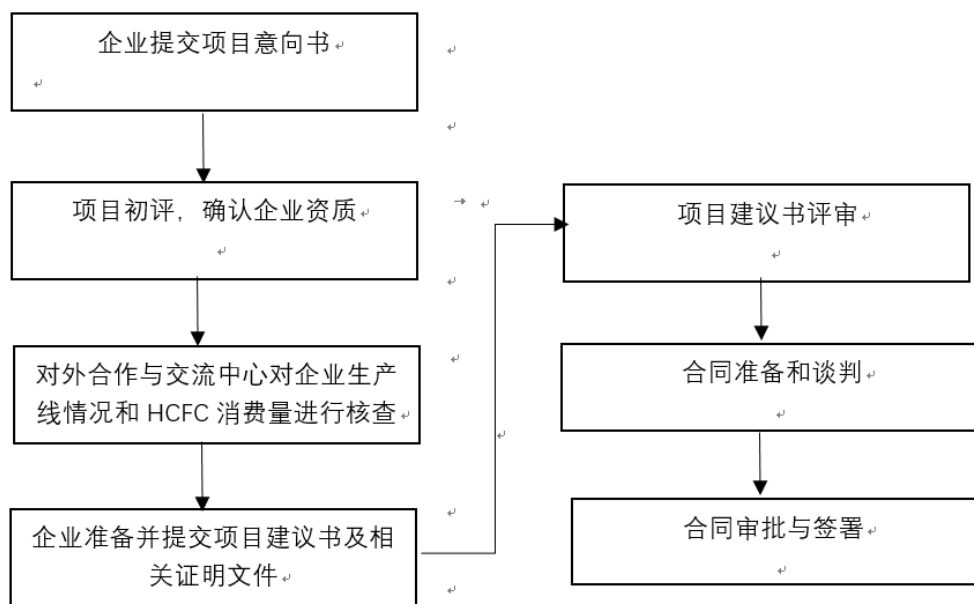 企业提交项目意向书
项目初评，确认企业资质
对外合作与交流中心对企业生产
线情况和 HCFC 消费量进行核查
企业准备并提交项目建议书及相
关证明文件
项目建议书评审
合同准备和谈判
合同审批与签署